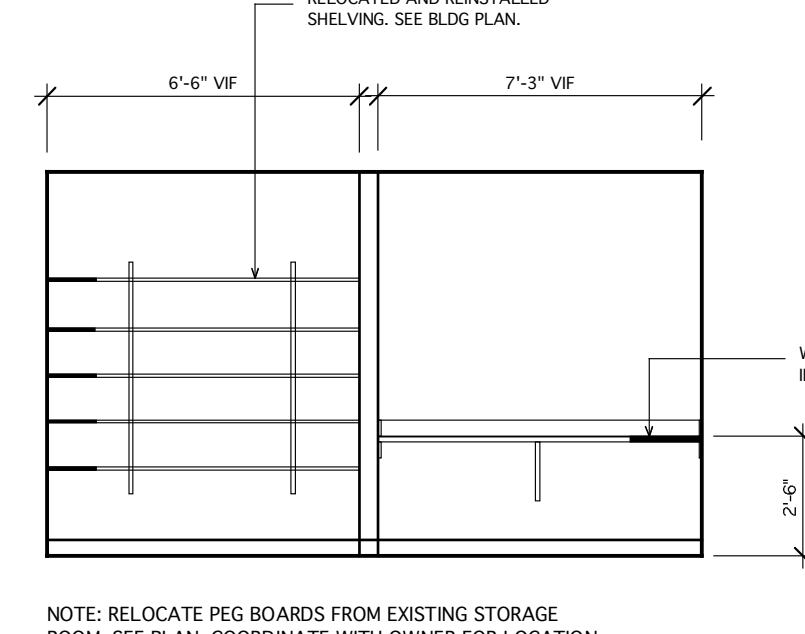 RELOCATED AND REINSTALLED
SHELVING. SEE BLDG PLAN.
6'-6" VIF
7'-3" VIF
2'-6"
NOTE: RELOCATE PEG BOARDS FROM EXISTING STORAGE
ROOM. SEE PLAN. COORDINATE WITH OWNER FOR LOCATION